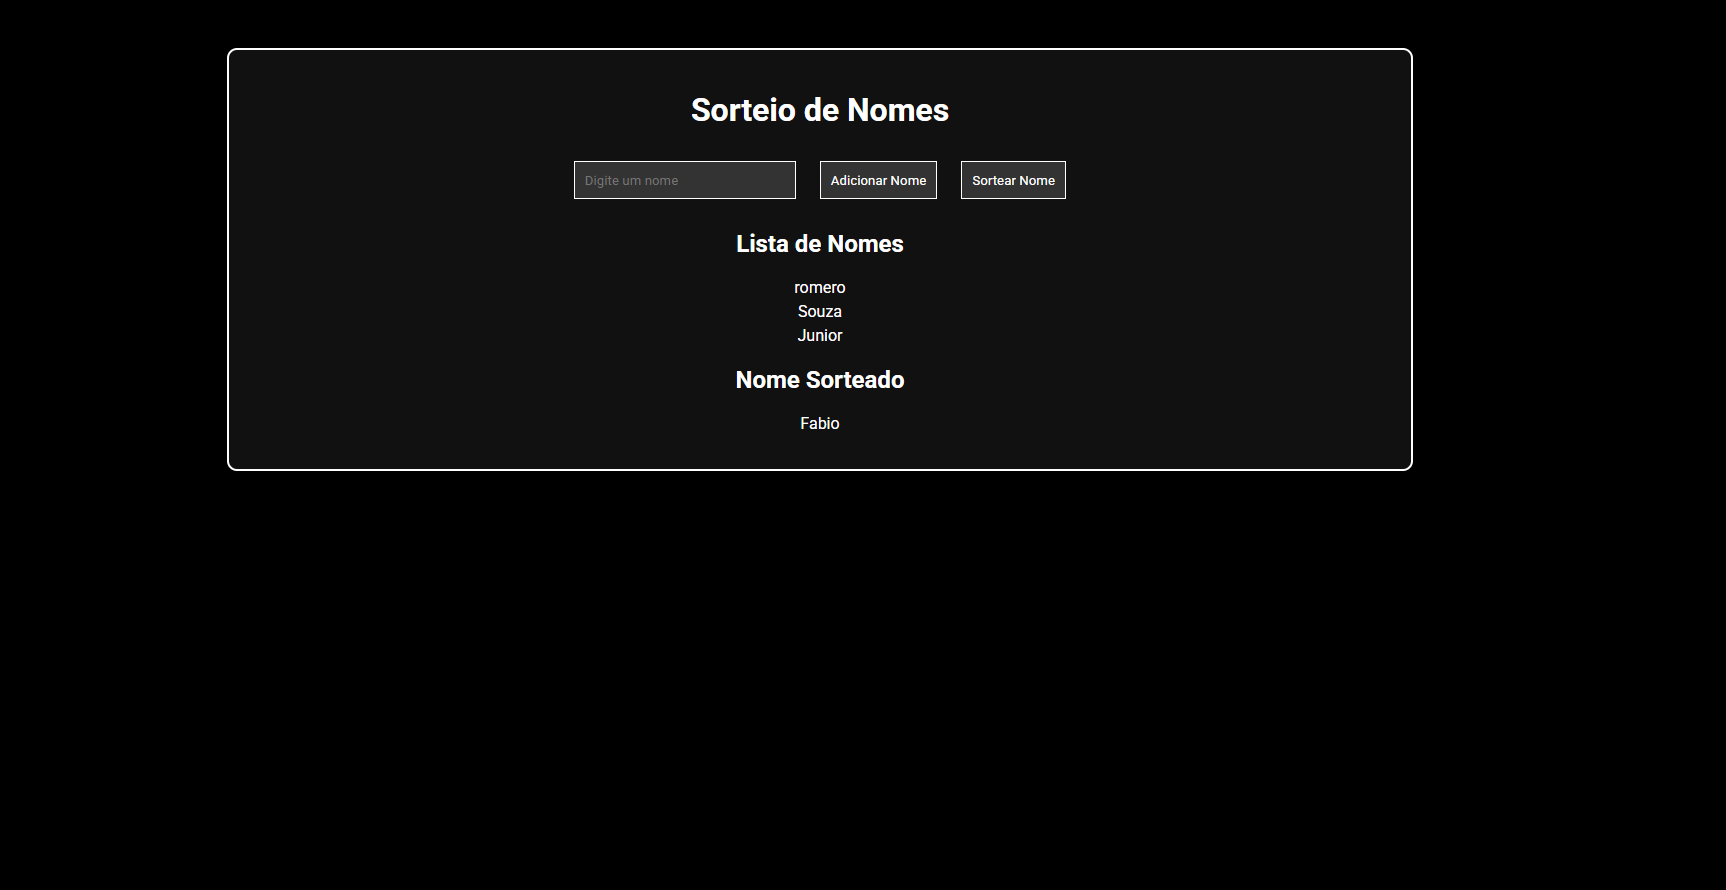 Sorteio de Nomes
Digite um nome
Adicionar Nome
Sortear Nome
Lista de Nomes
romero
Souza
Junior
Nome Sorteado
Fabio